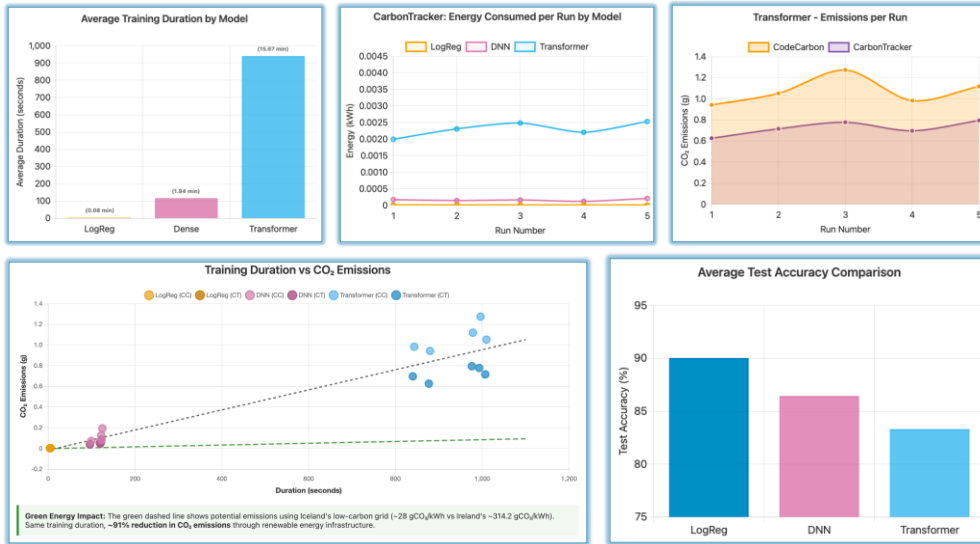 Average Training Duration by Model
Average Duration (seconds)
1,000
900
800
700
600
500
400
300
200
100
0
(0.08 min)
(1.94 min)
(15.67 min)
LogReg
Dense
Transformer
CarbonTracker: Energy Consumed per Run by Model
LogReg
DNN
Transformer
Energy (kWh)
0.0045
0.0040
0.0035
0.0030
0.0025
0.0020
0.0015
0.0010
0.0005
0
1
2
3
4
5
Run Number
Transformer - Emissions per Run
CodeCarbon
CarbonTracker
CO₂ Emissions (g)
1.4
1.2
1.0
0.8
0.6
0.4
0.2
0
1
2
3
4
5
Run Number
Training Duration vs CO₂ Emissions
LogReg (CC)
LogReg (CT)
DNN (CC)
DNN (CT)
Transformer (CC)
Transformer (CT)
CO₂ Emissions (g)
1.4
1.2
1.0
0.8
0.6
0.4
0.2
0
-0.2
0
200
400
600
800
1,000
1,200
Duration (seconds)
Green Energy Impact: The green dashed line shows potential emissions using Iceland's low-carbon grid (~28 gCO₂/kWh vs Ireland's ~314.2 gCO₂/kWh).
Same training duration, ~91% reduction in CO₂ emissions through renewable energy infrastructure.
Average Test Accuracy Comparison
Test Accuracy (%)
95
90
85
80
75
LogReg
DNN
Transformer